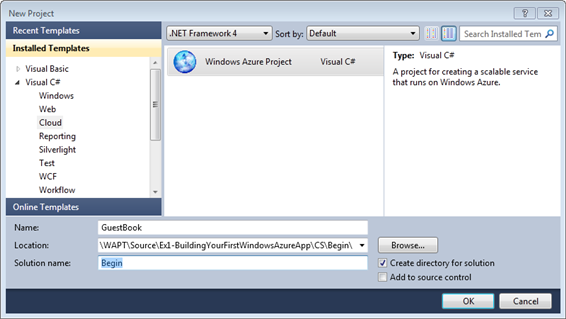 New Project
Recent Templates
Installed Templates
Visual Basic
Visual C#
Windows
Web
Cloud
Reporting
Silverlight
Test
WCF
Workflow
Online Templates
.NET Framework 4
Sort by: Default
Search Installed Tem
Windows Azure Project Visual C#
Type: Visual C#
A project for creating a scalable service
that runs on Windows Azure.
Name: GuestBook
Location: \WAPT\Source\Ex1-BuildingYourFirstWindowsAzureApp\CS\Begin\ Browse...
Solution name: Begin
Create directory for solution
Add to source control
OK Cancel